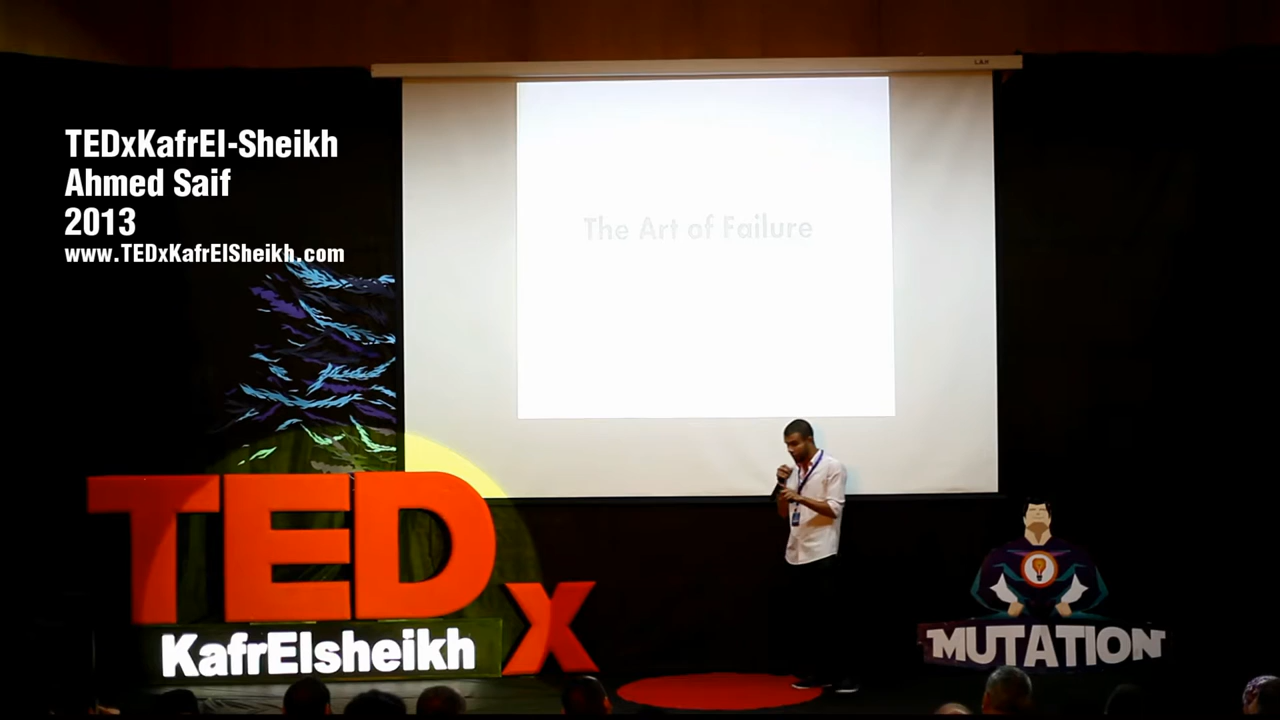 TEDxKafrEl-Sheikh
Ahmed Saif
2013
www.TEDxKafrElSheikh.com
The Art of Failure
TEDx
KafrElsheikh
MUTATION